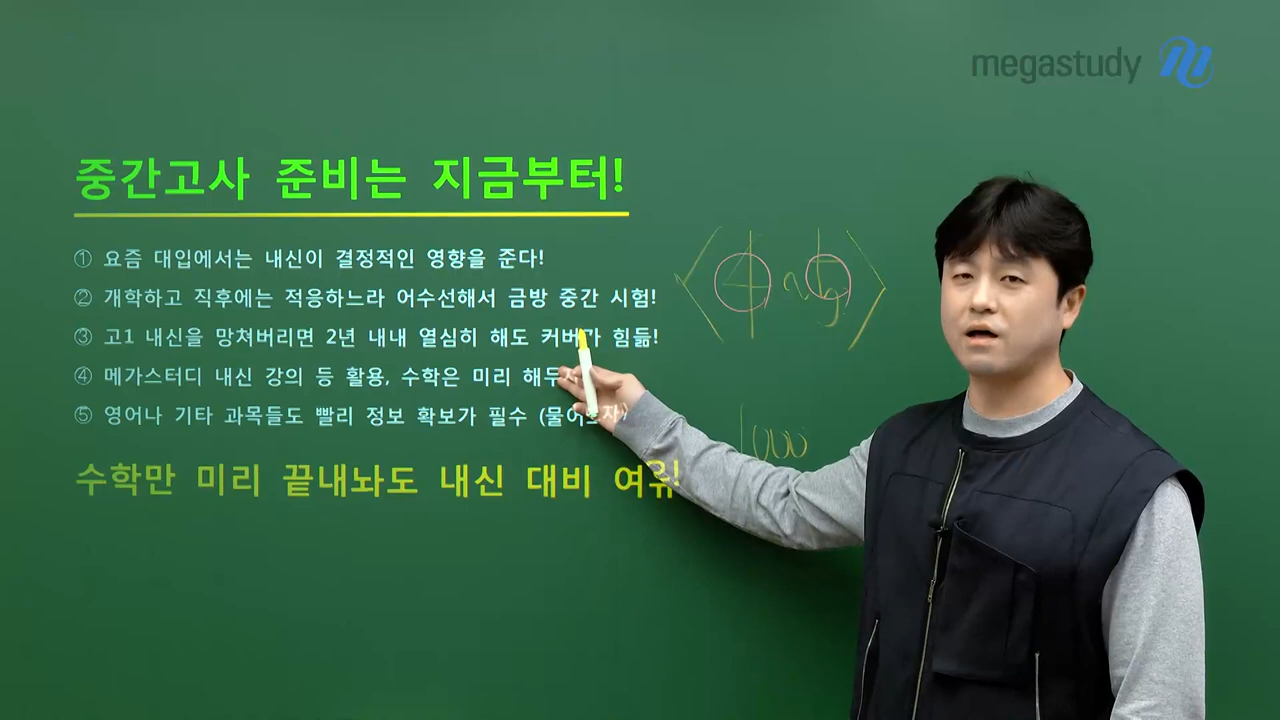 megastudy
중간고사 준비는 지금부터!
① 요즘 대입에서는 내신이 결정적인 영향을 준다!
② 개학하고 직후에는 적응하느라 어수선해서 금방 중간 시험!
③ 고1 내신을 망쳐버리면 2년 내내 열심히 해도 커버가 힘듦!
④ 메가스터디 내신 강의 등 활용, 수학은 미리 해두자
⑤ 영어나 기타 과목들도 빨리 정보 확보가 필수 (물어보자)
수학만 미리 끝내놔도 내신 대비 여유!
1000